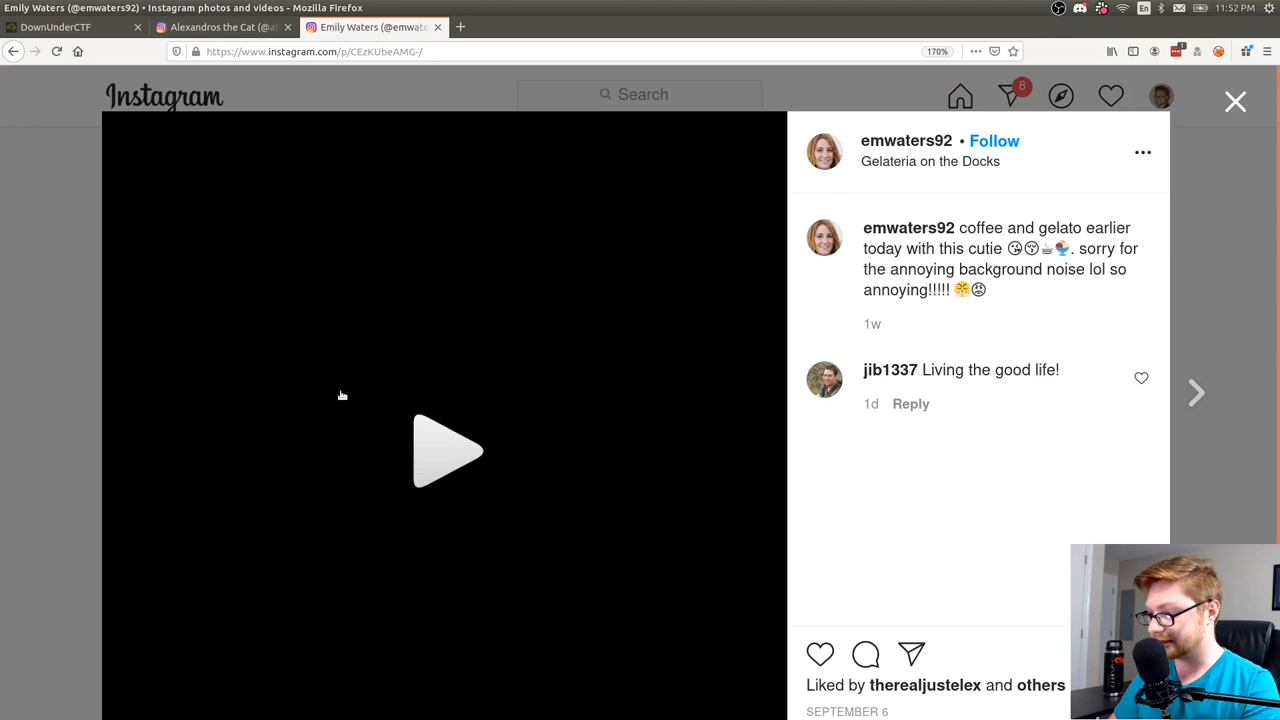 Emily Waters (@emwaters92) • Instagram photos and videos - Mozilla Firefox
En
11:52 PM
DownUnderCTF
Alexandros the Cat (@al
Emily Waters (@emwate
https://www.instagram.com/p/CEzKUbeAMG-/
170%
1
Instagram
Search
8
emwaters92 • Follow
Gelateria on the Docks
emwaters92 coffee and gelato earlier
today with this cutie 😘😚☕🍨. sorry for
the annoying background noise lol so
annoying!!!!! 😤😡
1w
jib1337 Living the good life!
1d Reply
Liked by therealjustelex and others
SEPTEMBER 6